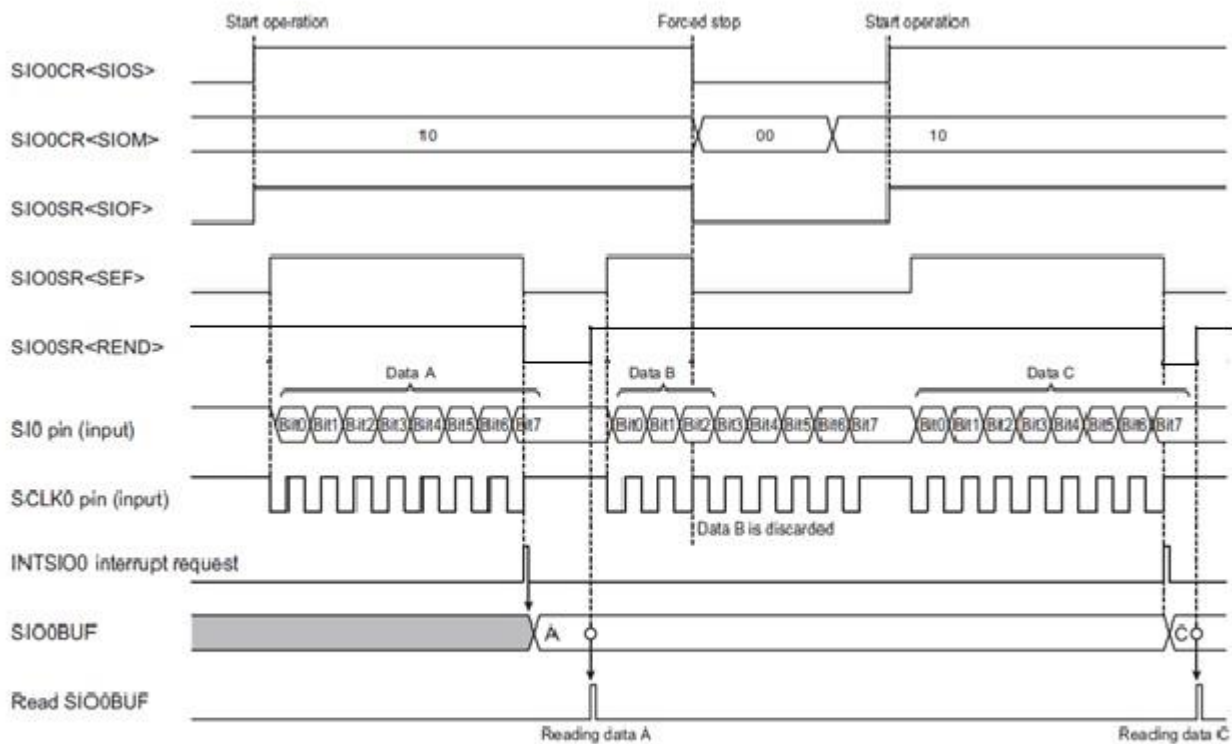 Start operation Forced stop Start operation
SIO0CR<SIOS>
SIO0CR<SIOM> 10 00 10
SIO0SR<SIOF>
SIO0SR<SEF>
SIO0SR<REND>
Data A Data B Data C
SI0 pin (input) Bit0 Bit1 Bit2 Bit3 Bit4 Bit5 Bit6 Bit7 Bit0 Bit1 Bit2 Bit3 Bit4 Bit5 Bit6 Bit7 Bit0 Bit1 Bit2 Bit3 Bit4 Bit5 Bit6 Bit7
SCLK0 pin (input)
Data B is discarded
INTSIO0 interrupt request
SIO0BUF A C
Read SIO0BUF
Reading data A Reading data C